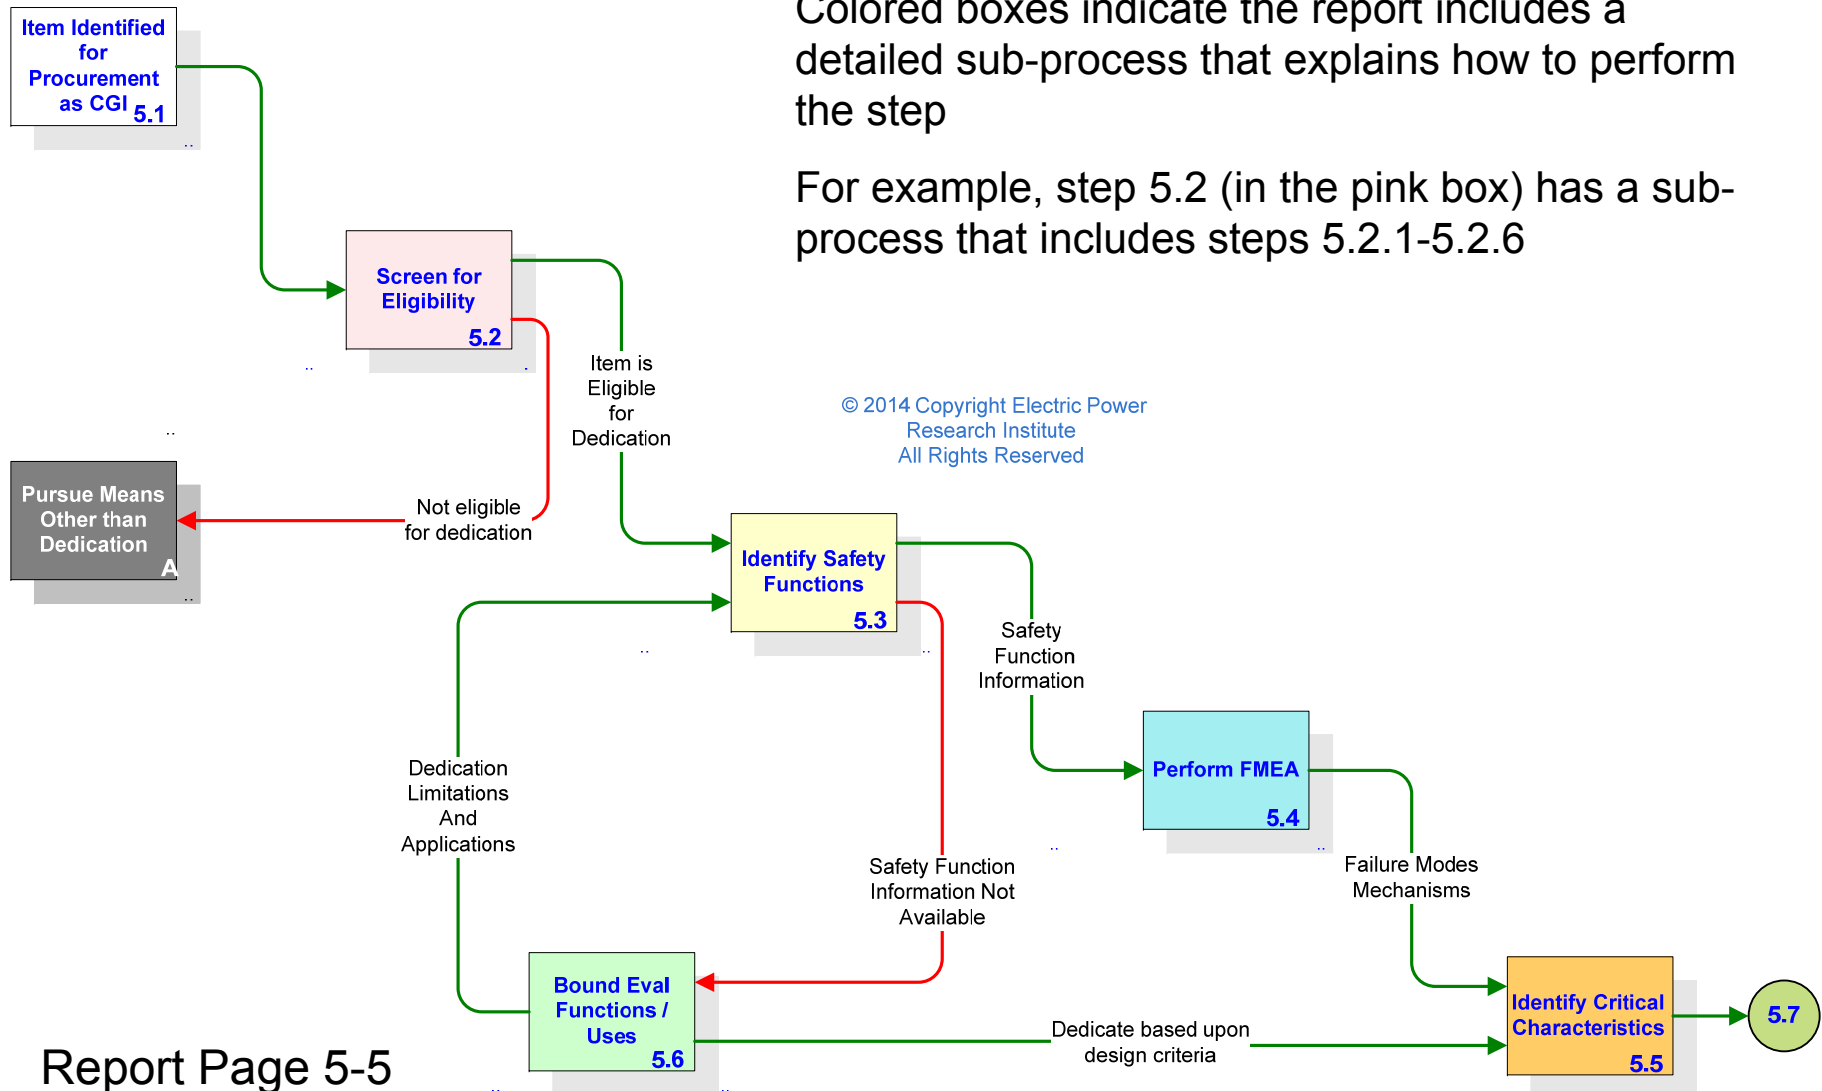 Item Identified
for
Procurement
as CGI
5.1
Colored boxes indicate the report includes a
detailed sub-process that explains how to perform
the step
For example, step 5.2 (in the pink box) has a sub-
process that includes steps 5.2.1-5.2.6
Screen for
Eligibility
5.2
Item is
Eligible
for
Dedication
© 2014 Copyright Electric Power
Research Institute
All Rights Reserved
Pursue Means
Other than
Dedication
A
Not eligible
for dedication
Identify Safety
Functions
5.3
Safety
Function
Information
Perform FMEA
5.4
Dedication
Limitations
And
Applications
Safety Function
Information Not
Available
Failure Modes
Mechanisms
Bound Eval
Functions /
Uses
5.6
Dedicate based upon
design criteria
Identify Critical
Characteristics
5.5
5.7
Report Page 5-5